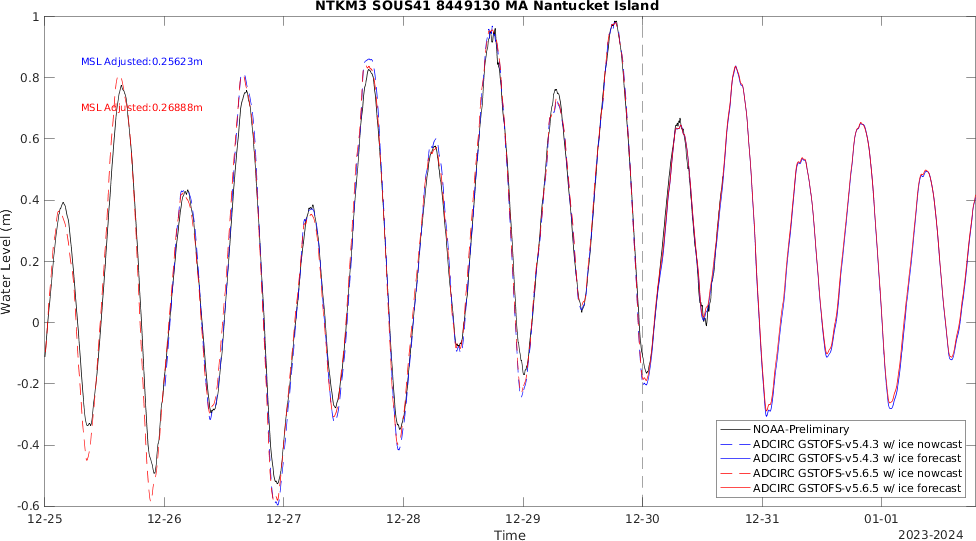 NTKM3 SOUS41 8449130 MA Nantucket Island
MSL Adjusted:0.25623m
MSL Adjusted:0.26888m
Water Level (m)
1
0.8
0.6
0.4
0.2
0
-0.2
-0.4
-0.6
NOAA-Preliminary
ADCIRC GSTOFS-v5.4.3 w/ ice nowcast
ADCIRC GSTOFS-v5.4.3 w/ ice forecast
ADCIRC GSTOFS-v5.6.5 w/ ice nowcast
ADCIRC GSTOFS-v5.6.5 w/ ice forecast
12-25 12-26 12-27 12-28 12-29 12-30 12-31 01-01
Time
2023-2024